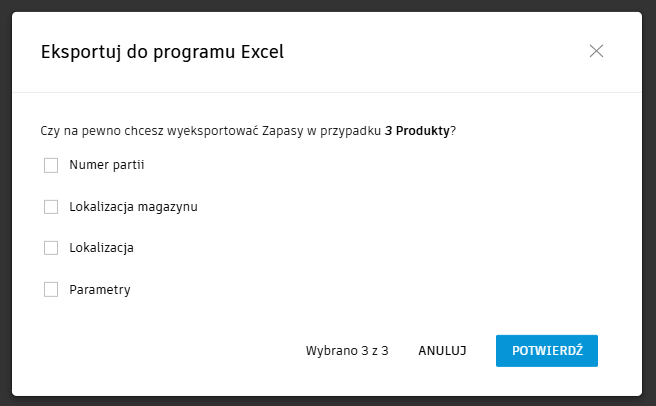 Eksportuj do programu Excel
Czy na pewno chcesz wyeksportować Zapasy w przypadku 3 Produkty?
Numer partii
Lokalizacja magazynu
Lokalizacja
Parametry
Wybrano 3 z 3 ANULUJ POTWIERDŹ